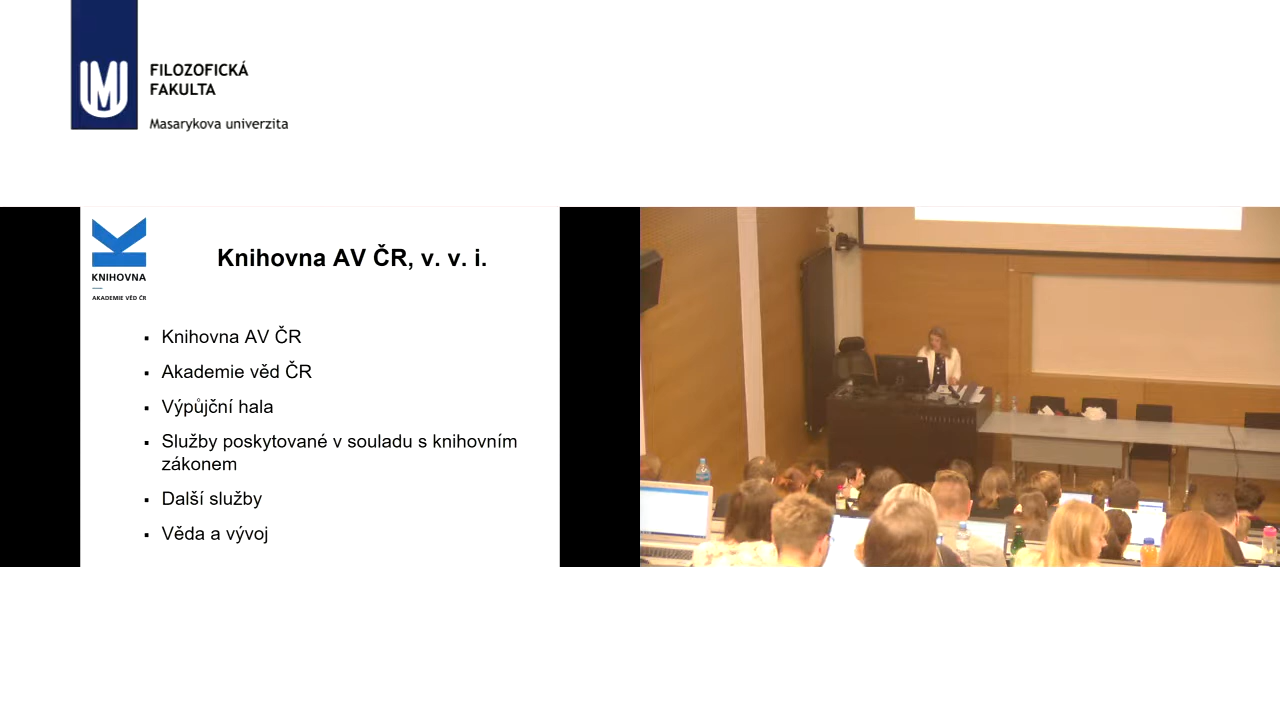 FILOZOFICKÁ
FAKULTA
Masarykova univerzita
KNIHOVNA
AKADEMIE VĚD ČR
Knihovna AV ČR, v. v. i.
▪ Knihovna AV ČR
▪ Akademie věd ČR
▪ Výpůjční hala
▪ Služby poskytované v souladu s knihovním
zákonem
▪ Další služby
▪ Věda a vývoj